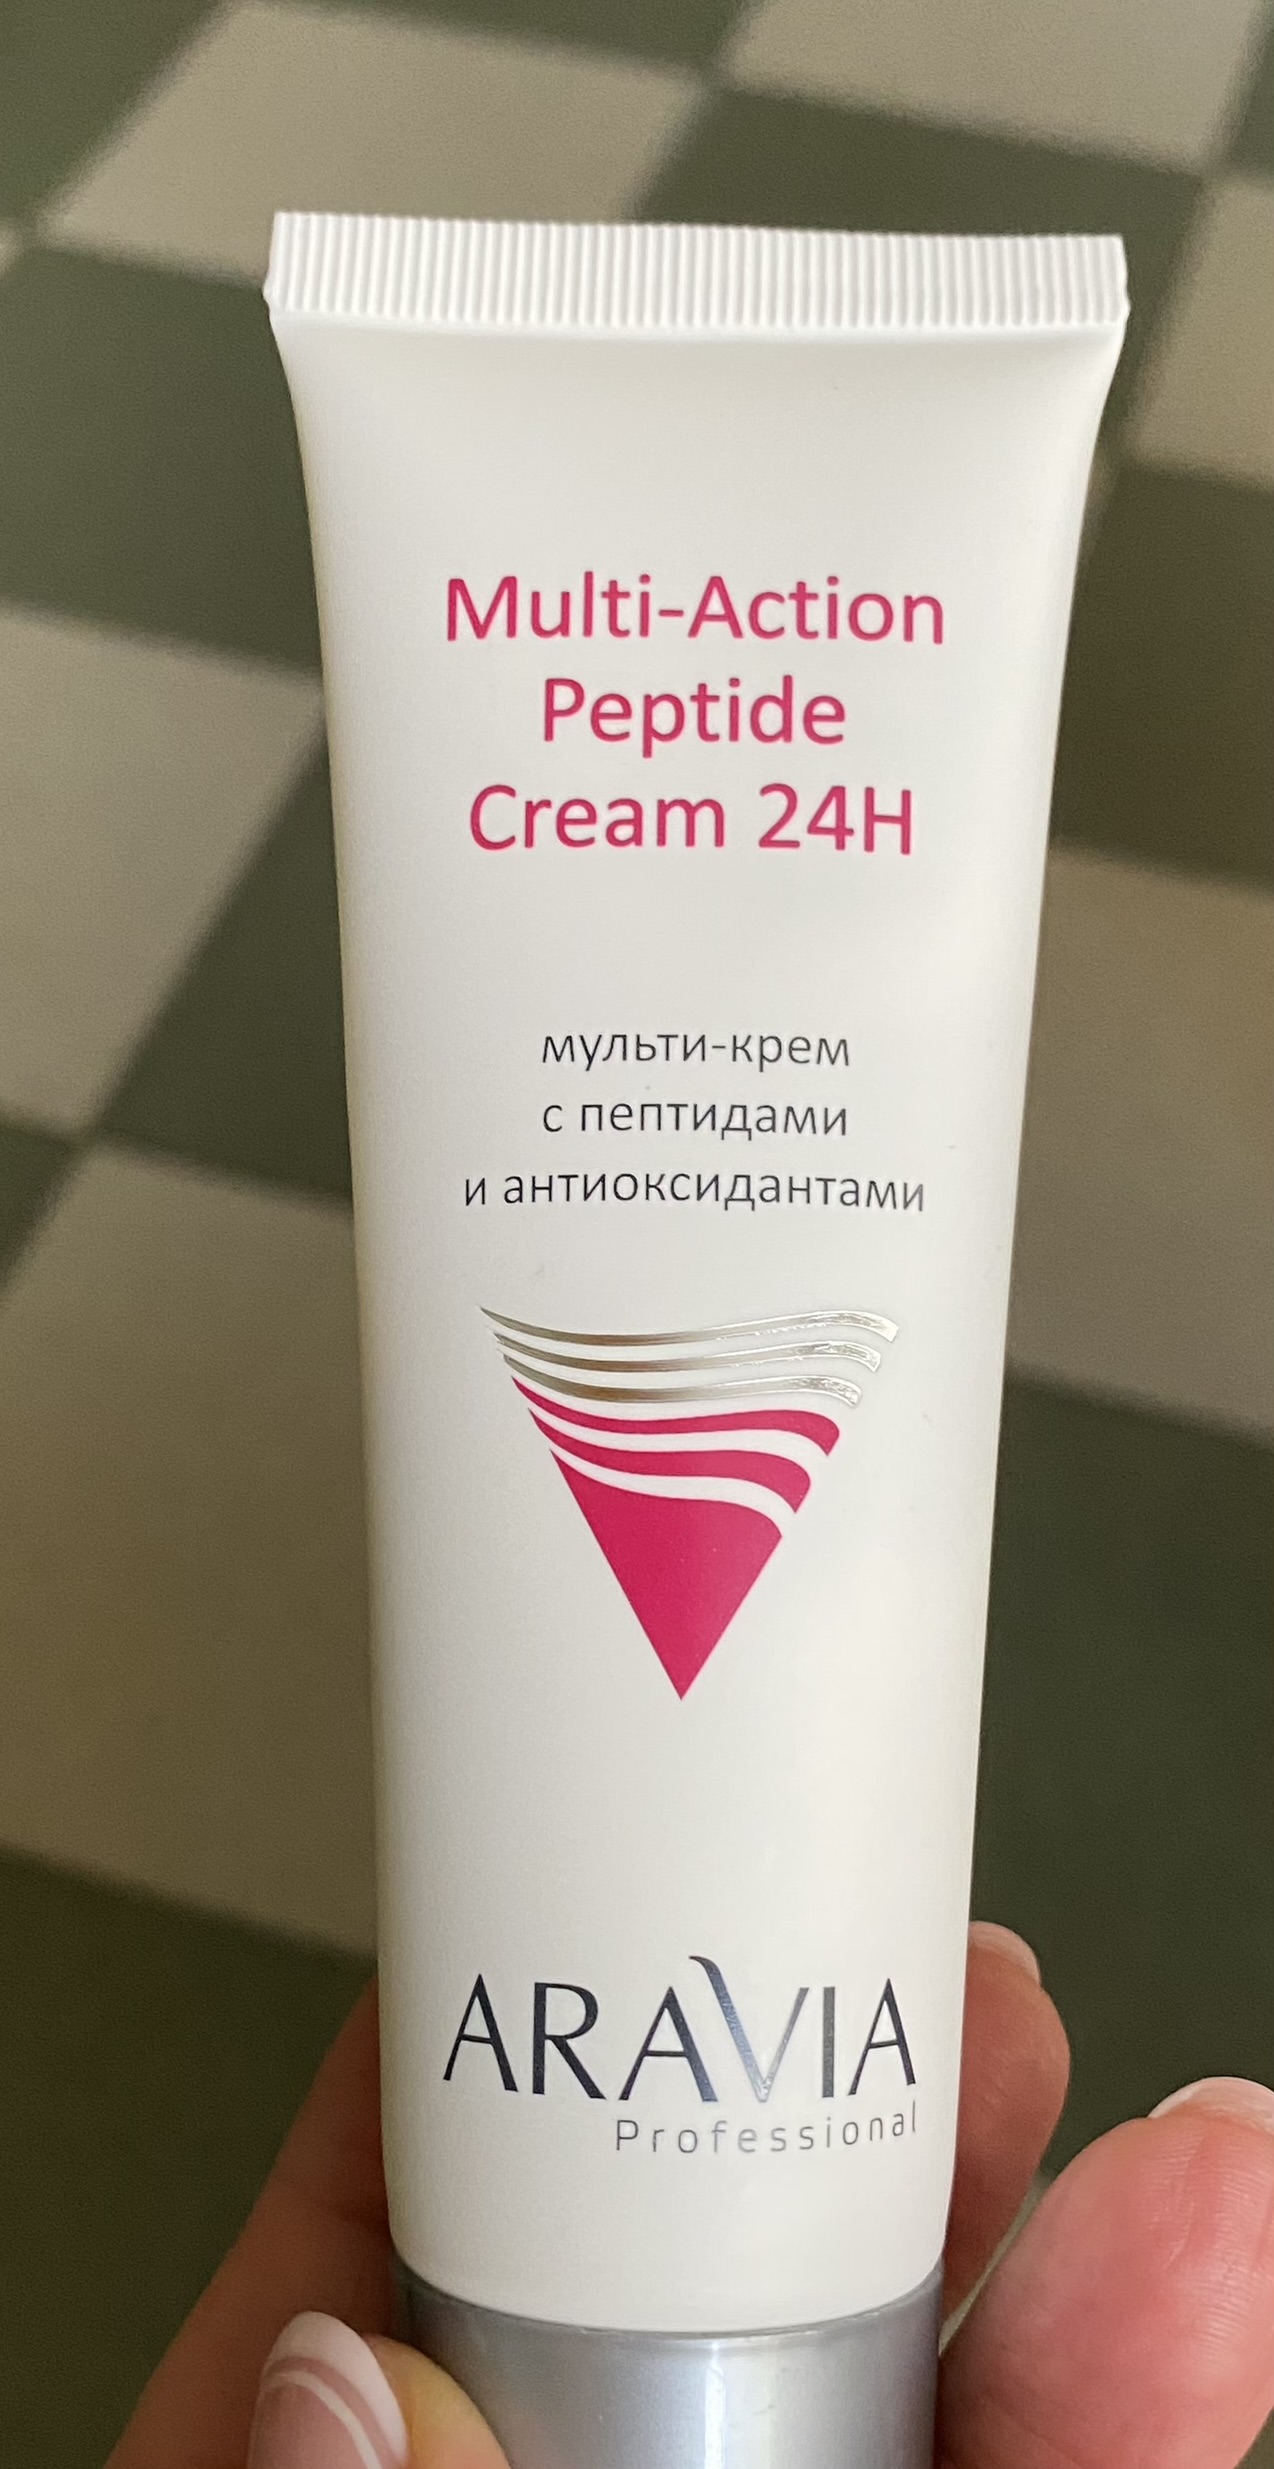 Multi-Action
Peptide
Cream 24H
мульти-крем
с пептидами
и антиоксидантами
ARAVIA
Professional